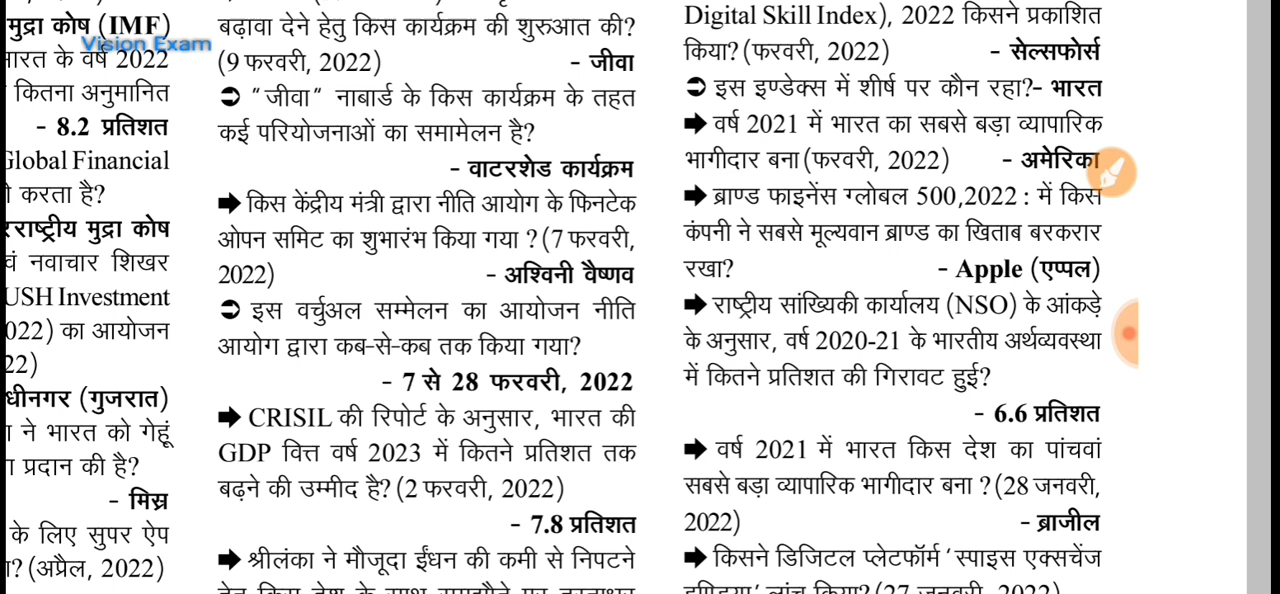 मुद्रा कोष (IMF)
Vision Exam
भारत के वर्ष 2022
कितना अनुमानित
- 8.2 प्रतिशत
Global Financial
करता है?
राष्ट्रीय मुद्रा कोष
वं नवाचार शिखर
USH Investment
022) का आयोजन
22)
धीनगर (गुजरात)
ने भारत को गेहूं
प्रदान की है?
- मिस्र
के लिए सुपर ऐप
? (अप्रैल, 2022)
बढ़ावा देने हेतु किस कार्यक्रम की शुरुआत की?
(9 फरवरी, 2022) - जीवा
➲ “जीवा” नाबार्ड के किस कार्यक्रम के तहत
कई परियोजनाओं का समामेलन है?
- वाटरशेड कार्यक्रम
➡ किस केंद्रीय मंत्री द्वारा नीति आयोग के फिनटेक
ओपन समिट का शुभारंभ किया गया ? (7 फरवरी,
2022) - अश्विनी वैष्णव
➲ इस वर्चुअल सम्मेलन का आयोजन नीति
आयोग द्वारा कब-से-कब तक किया गया?
- 7 से 28 फरवरी, 2022
➡ CRISIL की रिपोर्ट के अनुसार, भारत की
GDP वित्त वर्ष 2023 में कितने प्रतिशत तक
बढ़ने की उम्मीद है? (2 फरवरी, 2022)
- 7.8 प्रतिशत
➡ श्रीलंका ने मौजूदा ईंधन की कमी से निपटने
Digital Skill Index), 2022 किसने प्रकाशित
किया? (फरवरी, 2022) - सेल्सफोर्स
➲ इस इण्डेक्स में शीर्ष पर कौन रहा?- भारत
➡ वर्ष 2021 में भारत का सबसे बड़ा व्यापारिक
भागीदार बना (फरवरी, 2022) - अमेरिका
➡ ब्राण्ड फाइनेंस ग्लोबल 500,2022 : में किस
कंपनी ने सबसे मूल्यवान ब्राण्ड का खिताब बरकरार
रखा? - Apple (एप्पल)
➡ राष्ट्रीय सांख्यिकी कार्यालय (NSO) के आंकड़े
के अनुसार, वर्ष 2020-21 के भारतीय अर्थव्यवस्था
में कितने प्रतिशत की गिरावट हुई?
- 6.6 प्रतिशत
➡ वर्ष 2021 में भारत किस देश का पांचवां
सबसे बड़ा व्यापारिक भागीदार बना ? (28 जनवरी,
2022) - ब्राजील
➡ किसने डिजिटल प्लेटफॉर्म ‘स्पाइस एक्सचेंज